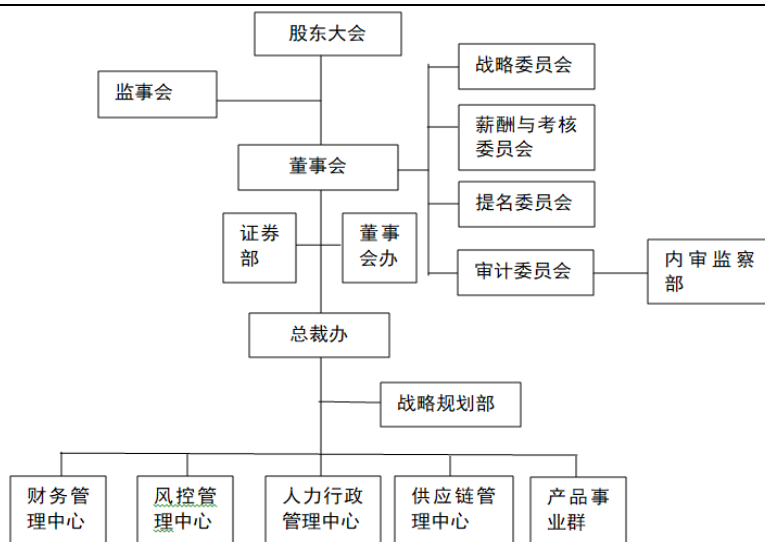 股东大会
监事会
战略委员会
薪酬与考核
委员会
董事会
提名委员会
证券
部
董事
会办
审计委员会
内审监察
部
总裁办
战略规划部
财务管
理中心
风控管
理中心
人力行政
管理中心
供应链管
理中心
产品事
业群